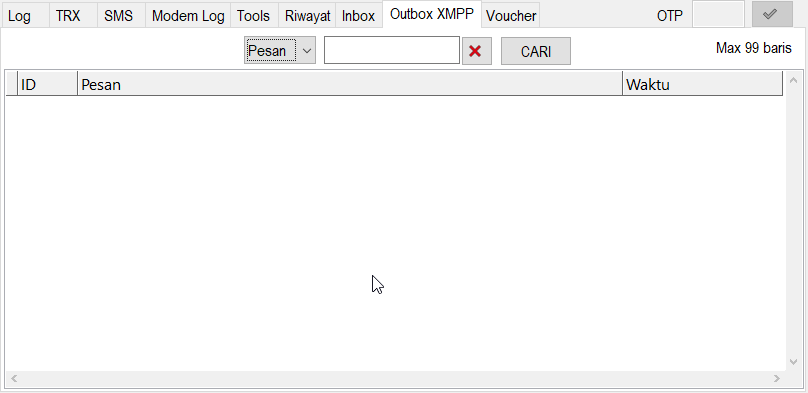 Log TRX SMS Modem Log Tools Riwayat Inbox Outbox XMPP Voucher OTP
Pesan CARI Max 99 baris
ID Pesan Waktu